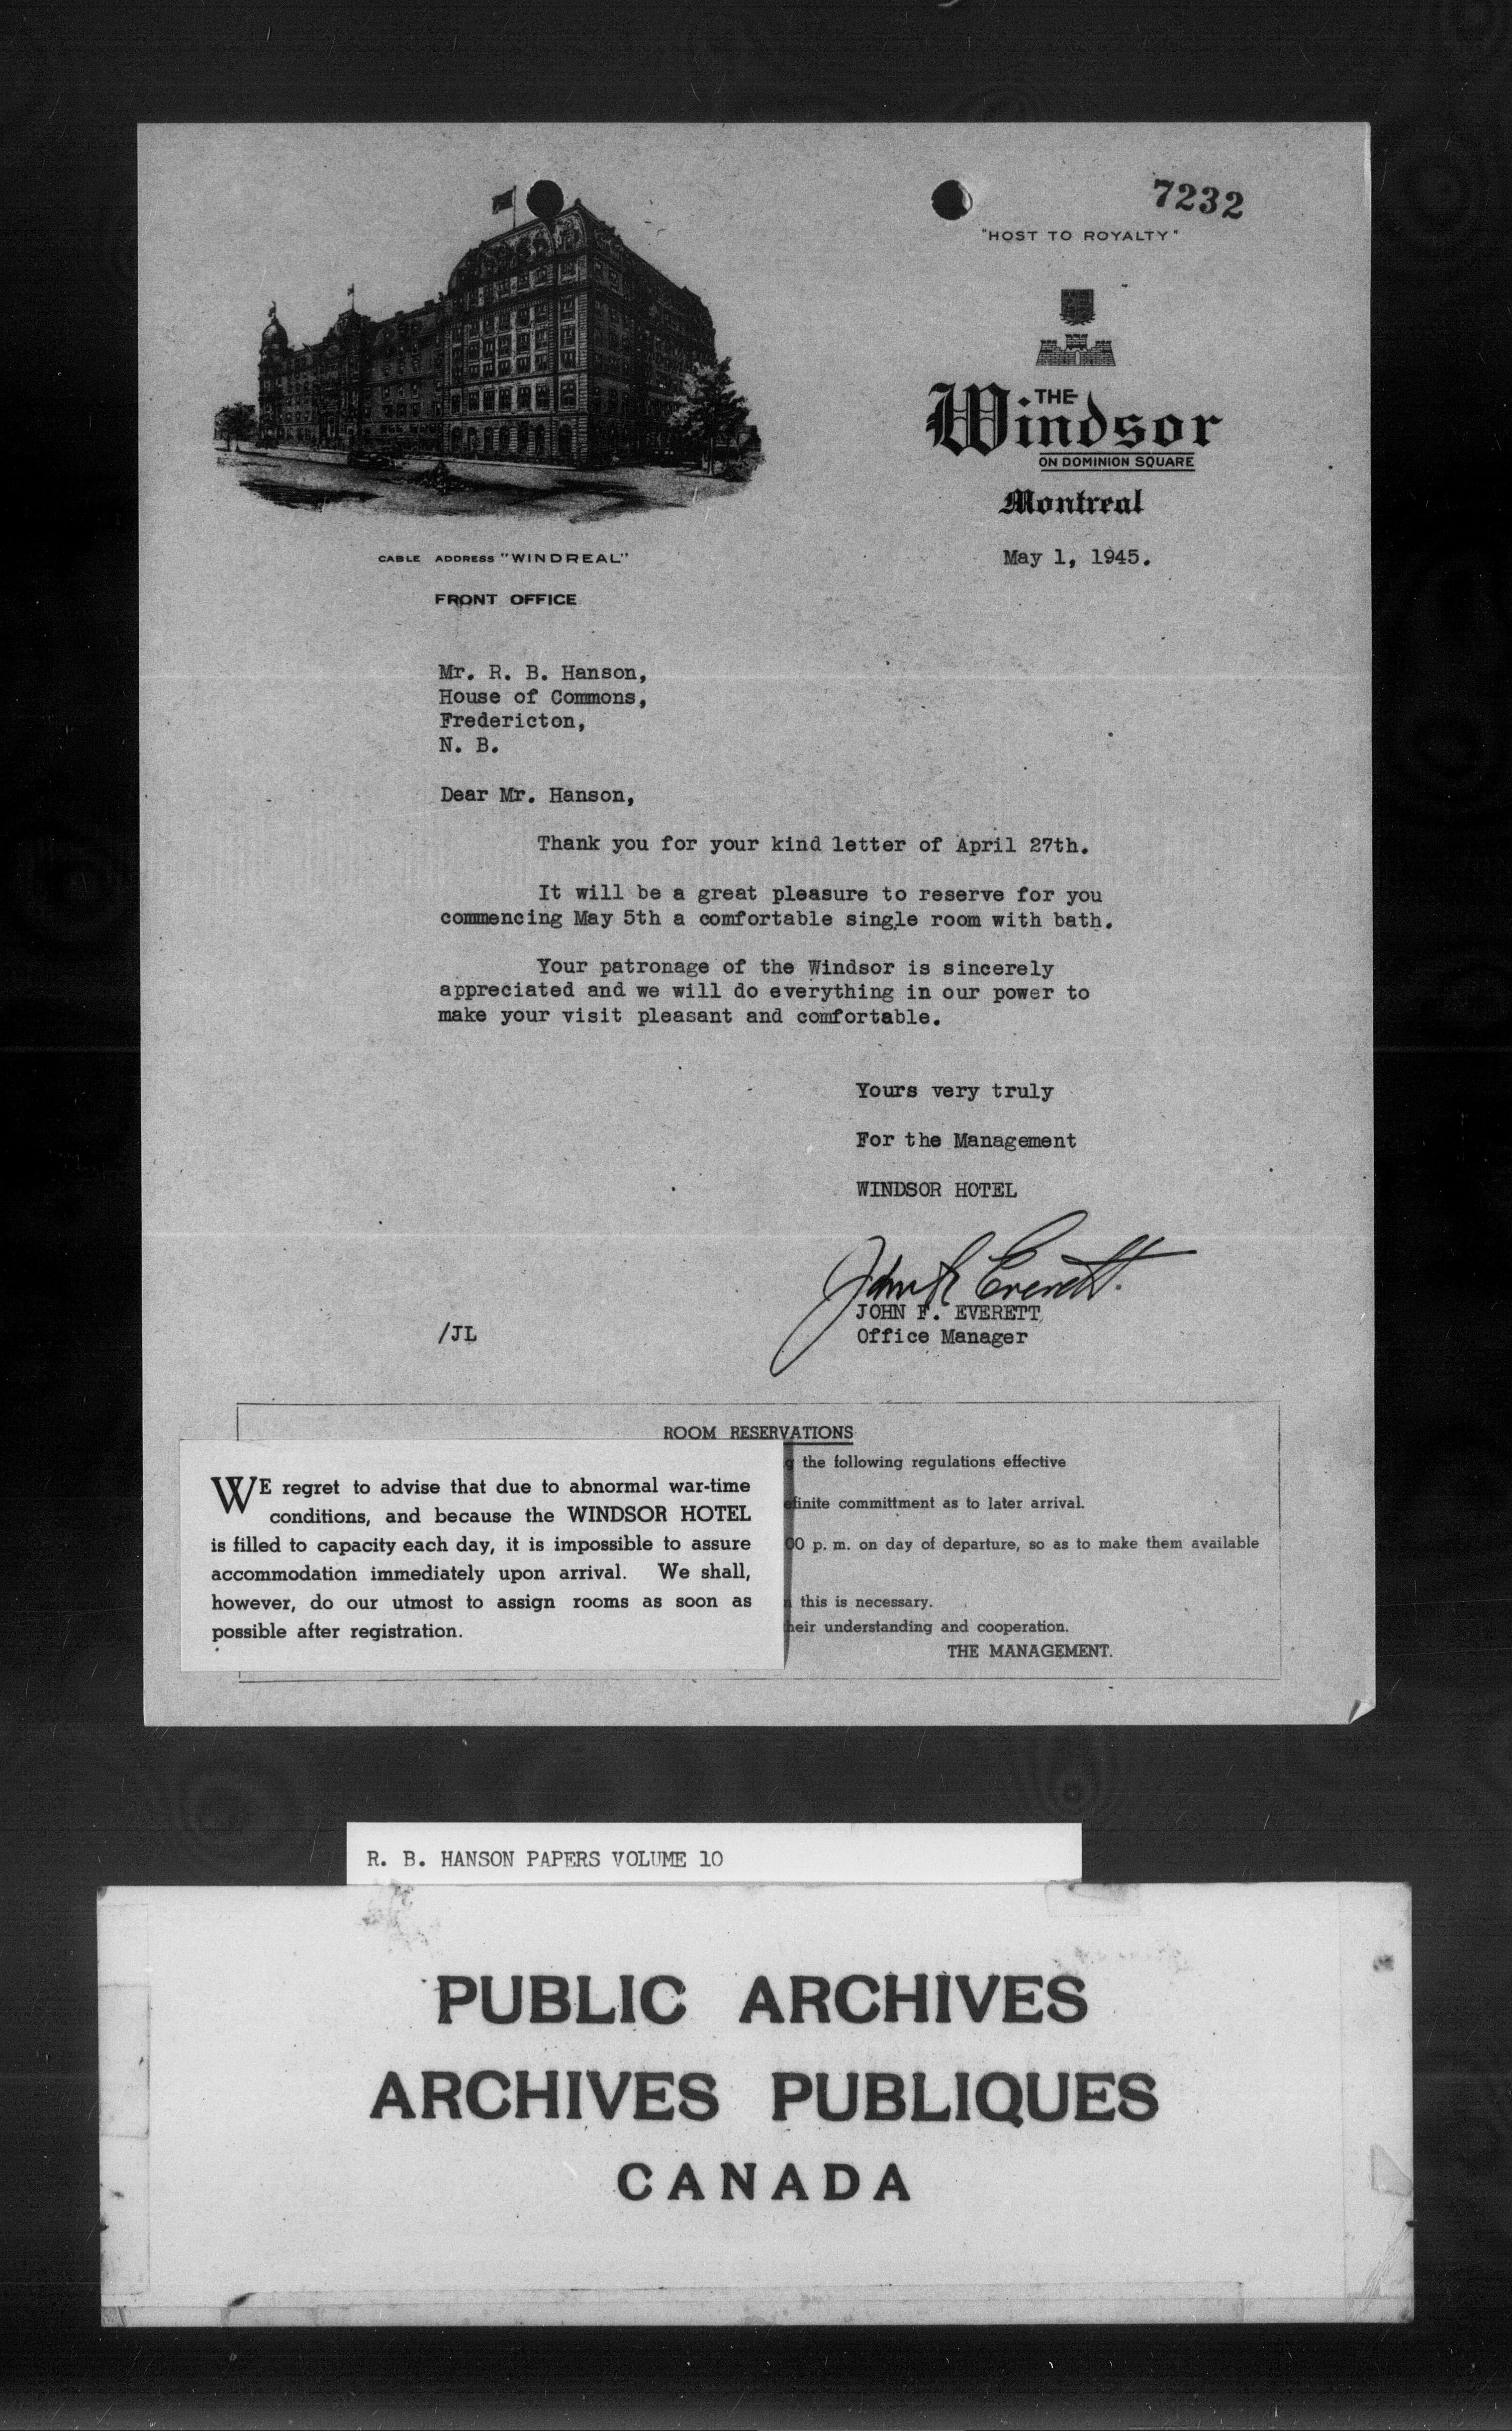 7232
"HOST TO ROYALTY"
THE
Windsor
ON DOMINION SQUARE
Montreal
CABLE ADDRESS "WINDREAL"
May 1, 1945.
FRONT OFFICE
Mr. R. B. Hanson,
House of Commons,
Fredericton,
N. B.
Dear Mr. Hanson,
Thank you for your kind letter of April 27th.
It will be a great pleasure to reserve for you
commencing May 5th a comfortable single room with bath.
Your patronage of the Windsor is sincerely
appreciated and we will do everything in our power to
make your visit pleasant and comfortable.
Yours very truly
For the Management
WINDSOR HOTEL
John F. Everett.
JOHN F. EVERETT
Office Manager
/JL
ROOM RESERVATIONS
WE regret to advise that due to abnormal war-time
conditions, and because the WINDSOR HOTEL
is filled to capacity each day, it is impossible to assure
accommodation immediately upon arrival. We shall,
however, do our utmost to assign rooms as soon as
possible after registration.
the following regulations effective
finite committment as to later arrival.
00 p. m. on day of departure, so as to make them available
this is necessary.
heir understanding and cooperation.
THE MANAGEMENT.
R. B. HANSON PAPERS VOLUME 10
PUBLIC ARCHIVES
ARCHIVES PUBLIQUES
CANADA